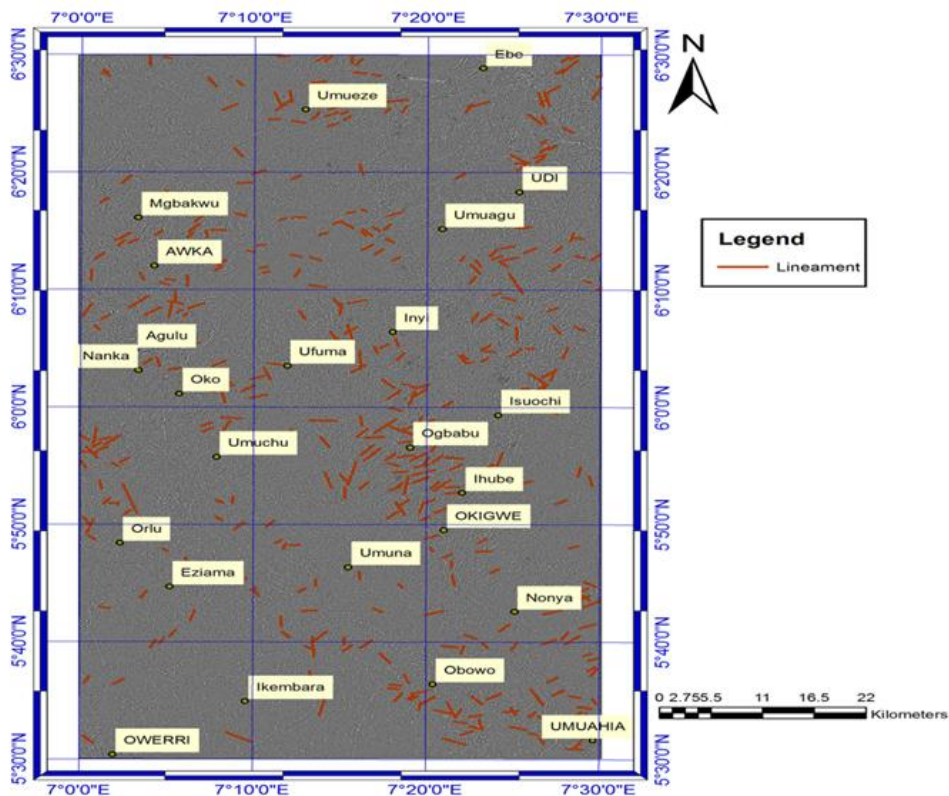 7°0'0"E 7°10'0"E 7°20'0"E 7°30'0"E
6°30'0"N 6°30'0"N
Ebe
N
Umueze
6°20'0"N 6°20'0"N
UDI
Mgbakwu
Umuagu
Legend
Lineament
AWKA
6°10'0"N 6°10'0"N
Inyi
Agulu
Nanka
Ufuma
Oko
Isuochi
6°0'0"N 6°0'0"N
Ogbabu
Umuchu
Ihube
OKIGWE
5°50'0"N 5°50'0"N
Orlu
Umuna
Eziama
Nonya
5°40'0"N 5°40'0"N
Obowo
Ikembara
0 2.755.5 11 16.5 22
Kilometers
UMUAHIA
OWERRI
5°30'0"N 5°30'0"N
7°0'0"E 7°10'0"E 7°20'0"E 7°30'0"E